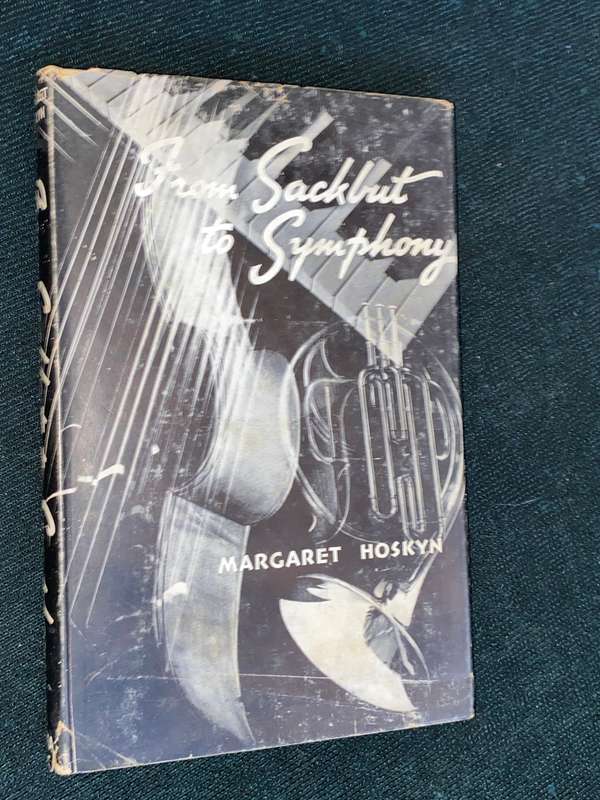 From Sackbut
to Symphony
MARGARET HOSKYN